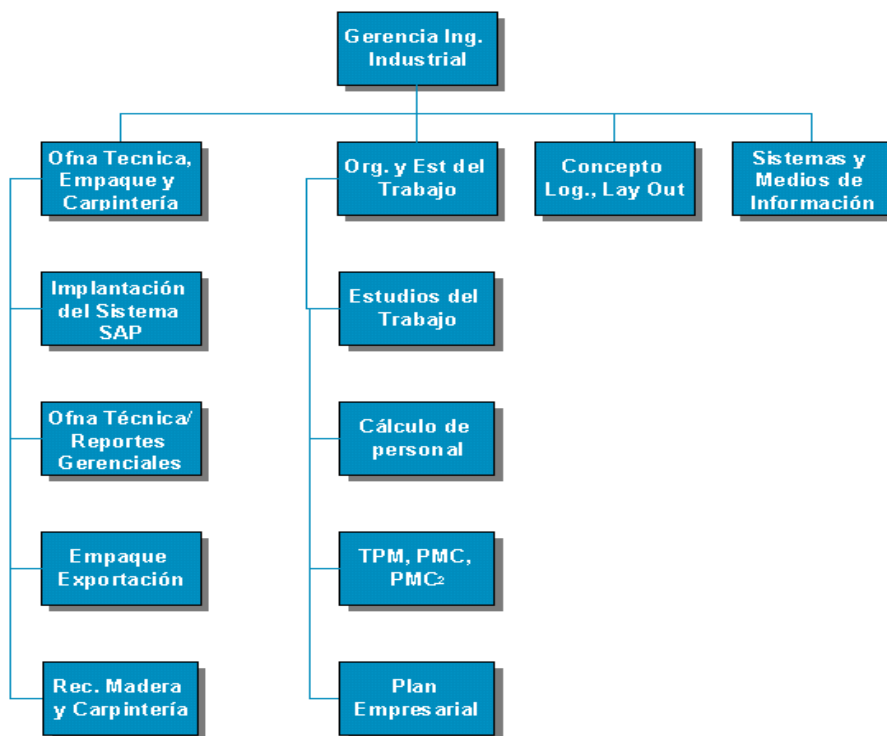 Gerencia Ing.
Industrial
Ofna Tecnica,
Empaque y
Carpintería
Org. y Est del
Trabajo
Concepto
Log., Lay Out
Sistemas y
Medios de
Información
Implantación
del Sistema
SAP
Estudios del
Trabajo
Ofna Técnica/
Reportes
Gerenciales
Cálculo de
personal
Empaque
Exportación
TPM, PMC,
PMC2
Rec. Madera
y Carpintería
Plan
Empresarial